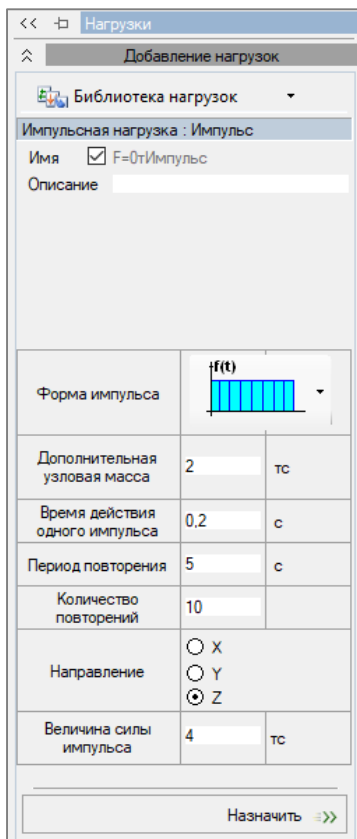 Нагрузки
Добавление нагрузок
Библиотека нагрузок
Импульсная нагрузка : Импульс
Имя F=0тИмпульс
Описание
Форма импульса f(t)
Дополнительная
узловая масса 2 тс
Время действия
одного импульса 0,2 с
Период повторения 5 с
Количество
повторений 10
X
Направление Y
Z
Величина силы
импульса 4 тс
Назначить